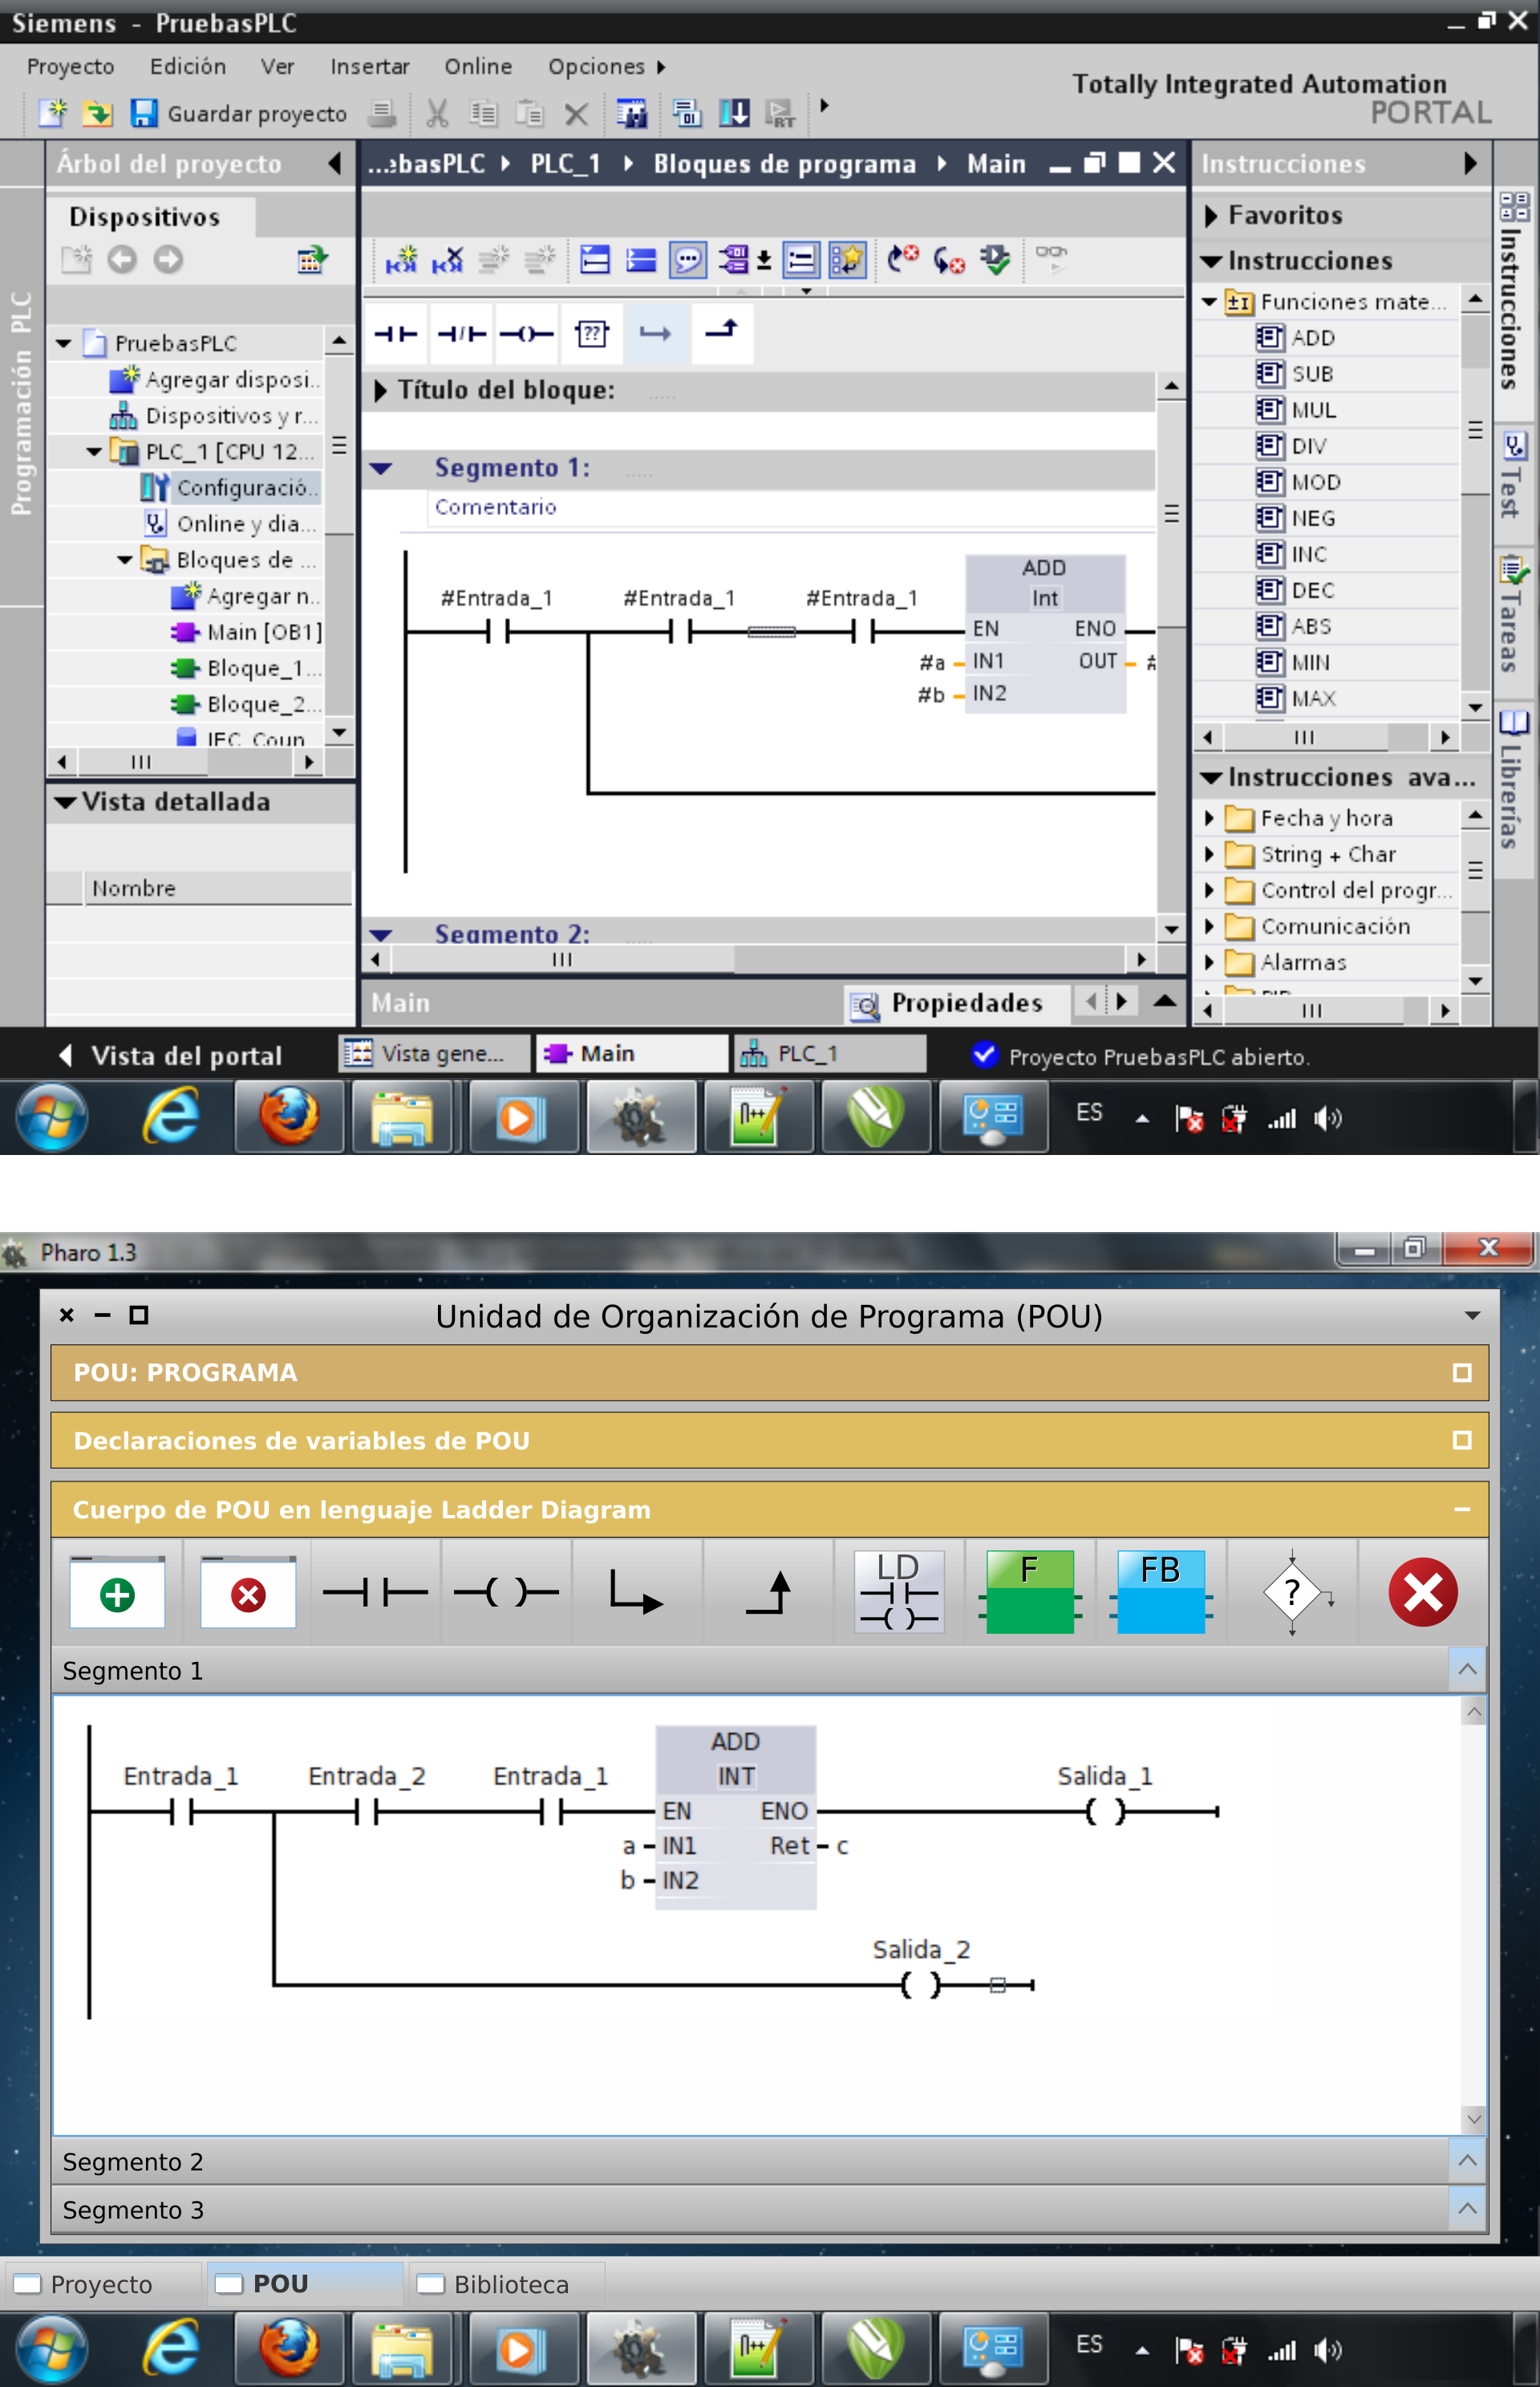 Siemens - PruebasPLC
Proyecto Edición Ver Insertar Online Opciones
Totally Integrated Automation
PORTAL
Guardar proyecto
Programación PLC
Árbol del proyecto
Dispositivos
PruebasPLC
Agregar disposi..
Dispositivos y r...
PLC_1 [CPU 12...
Configuració..
Online y dia...
Bloques de ...
Agregar n..
Main [OB1]
Bloque_1...
Bloque_2...
IEC_Coun
Vista detallada
Nombre
...ebasPLC PLC_1 Bloques de programa Main
??
Título del bloque: .....
Segmento 1: .....
Comentario
#Entrada_1 #Entrada_1 #Entrada_1
ADD
Int
EN ENO
#a IN1 OUT #
#b IN2
Segmento 2: .....
Main
Propiedades
Instrucciones
Favoritos
Instrucciones
Funciones mate...
ADD
SUB
MUL
DIV
MOD
NEG
INC
DEC
ABS
MIN
MAX
Instrucciones ava...
Fecha y hora
String + Char
Control del progr...
Comunicación
Alarmas
Instrucciones
Test
Tareas
Librerías
Vista del portal
Vista gene...
Main
PLC_1
Proyecto PruebasPLC abierto.
ES
Pharo 1.3
Unidad de Organización de Programa (POU)
POU: PROGRAMA
Declaraciones de variables de POU
Cuerpo de POU en lenguaje Ladder Diagram
LD F FB ?
Segmento 1
Entrada_1 Entrada_2 Entrada_1
ADD
INT
EN ENO
a IN1 Ret c
b IN2
Salida_1
Salida_2
Segmento 2
Segmento 3
Proyecto POU Biblioteca
ES